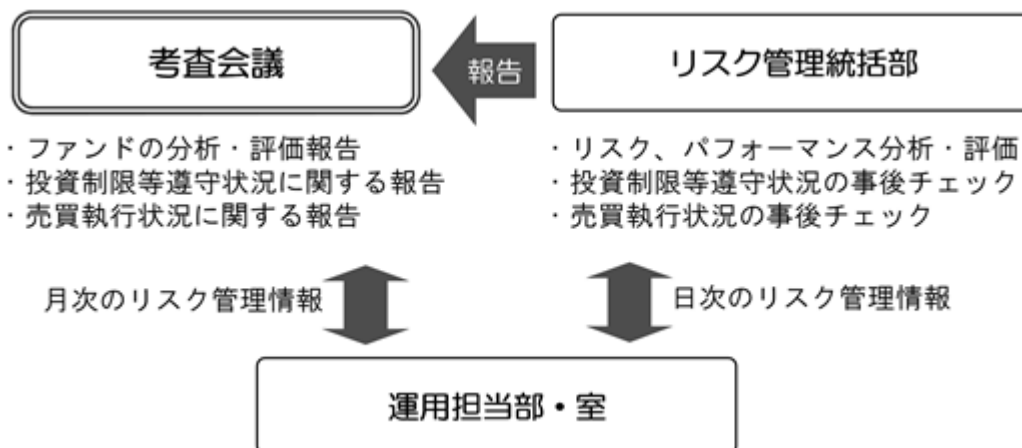 考査会議
報告
リスク管理統括部
・ファンドの分析・評価報告
・投資制限等遵守状況に関する報告
・売買執行状況に関する報告
・リスク、パフォーマンス分析・評価
・投資制限等遵守状況の事後チェック
・売買執行状況の事後チェック
月次のリスク管理情報
日次のリスク管理情報
運用担当部・室